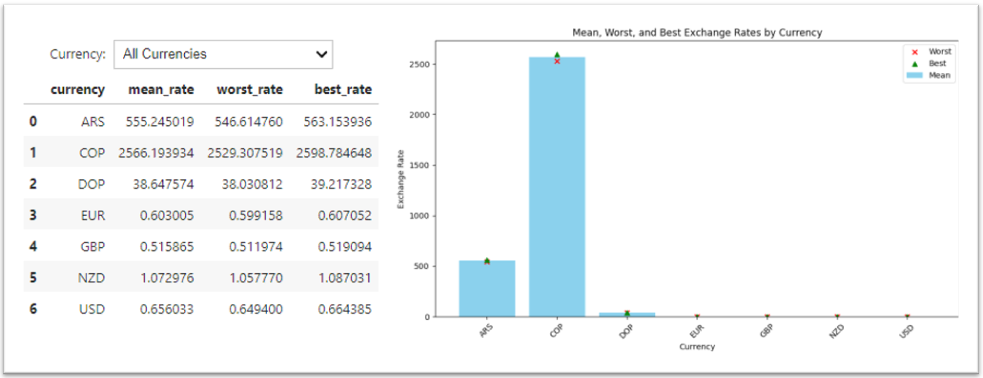 Currency: All Currencies
currency mean_rate worst_rate best_rate
0 ARS 555.245019 546.614760 563.153936
1 COP 2566.193934 2529.307519 2598.784648
2 DOP 38.647574 38.030812 39.217328
3 EUR 0.603005 0.599158 0.607052
4 GBP 0.515865 0.511974 0.519094
5 NZD 1.072976 1.057770 1.087031
6 USD 0.656033 0.649400 0.664385
Mean, Worst, and Best Exchange Rates by Currency
Worst
Best
Mean
2500
2000
1500
1000
500
0
Exchange Rate
ARS COP DOP EUR GBP NZD USD
Currency